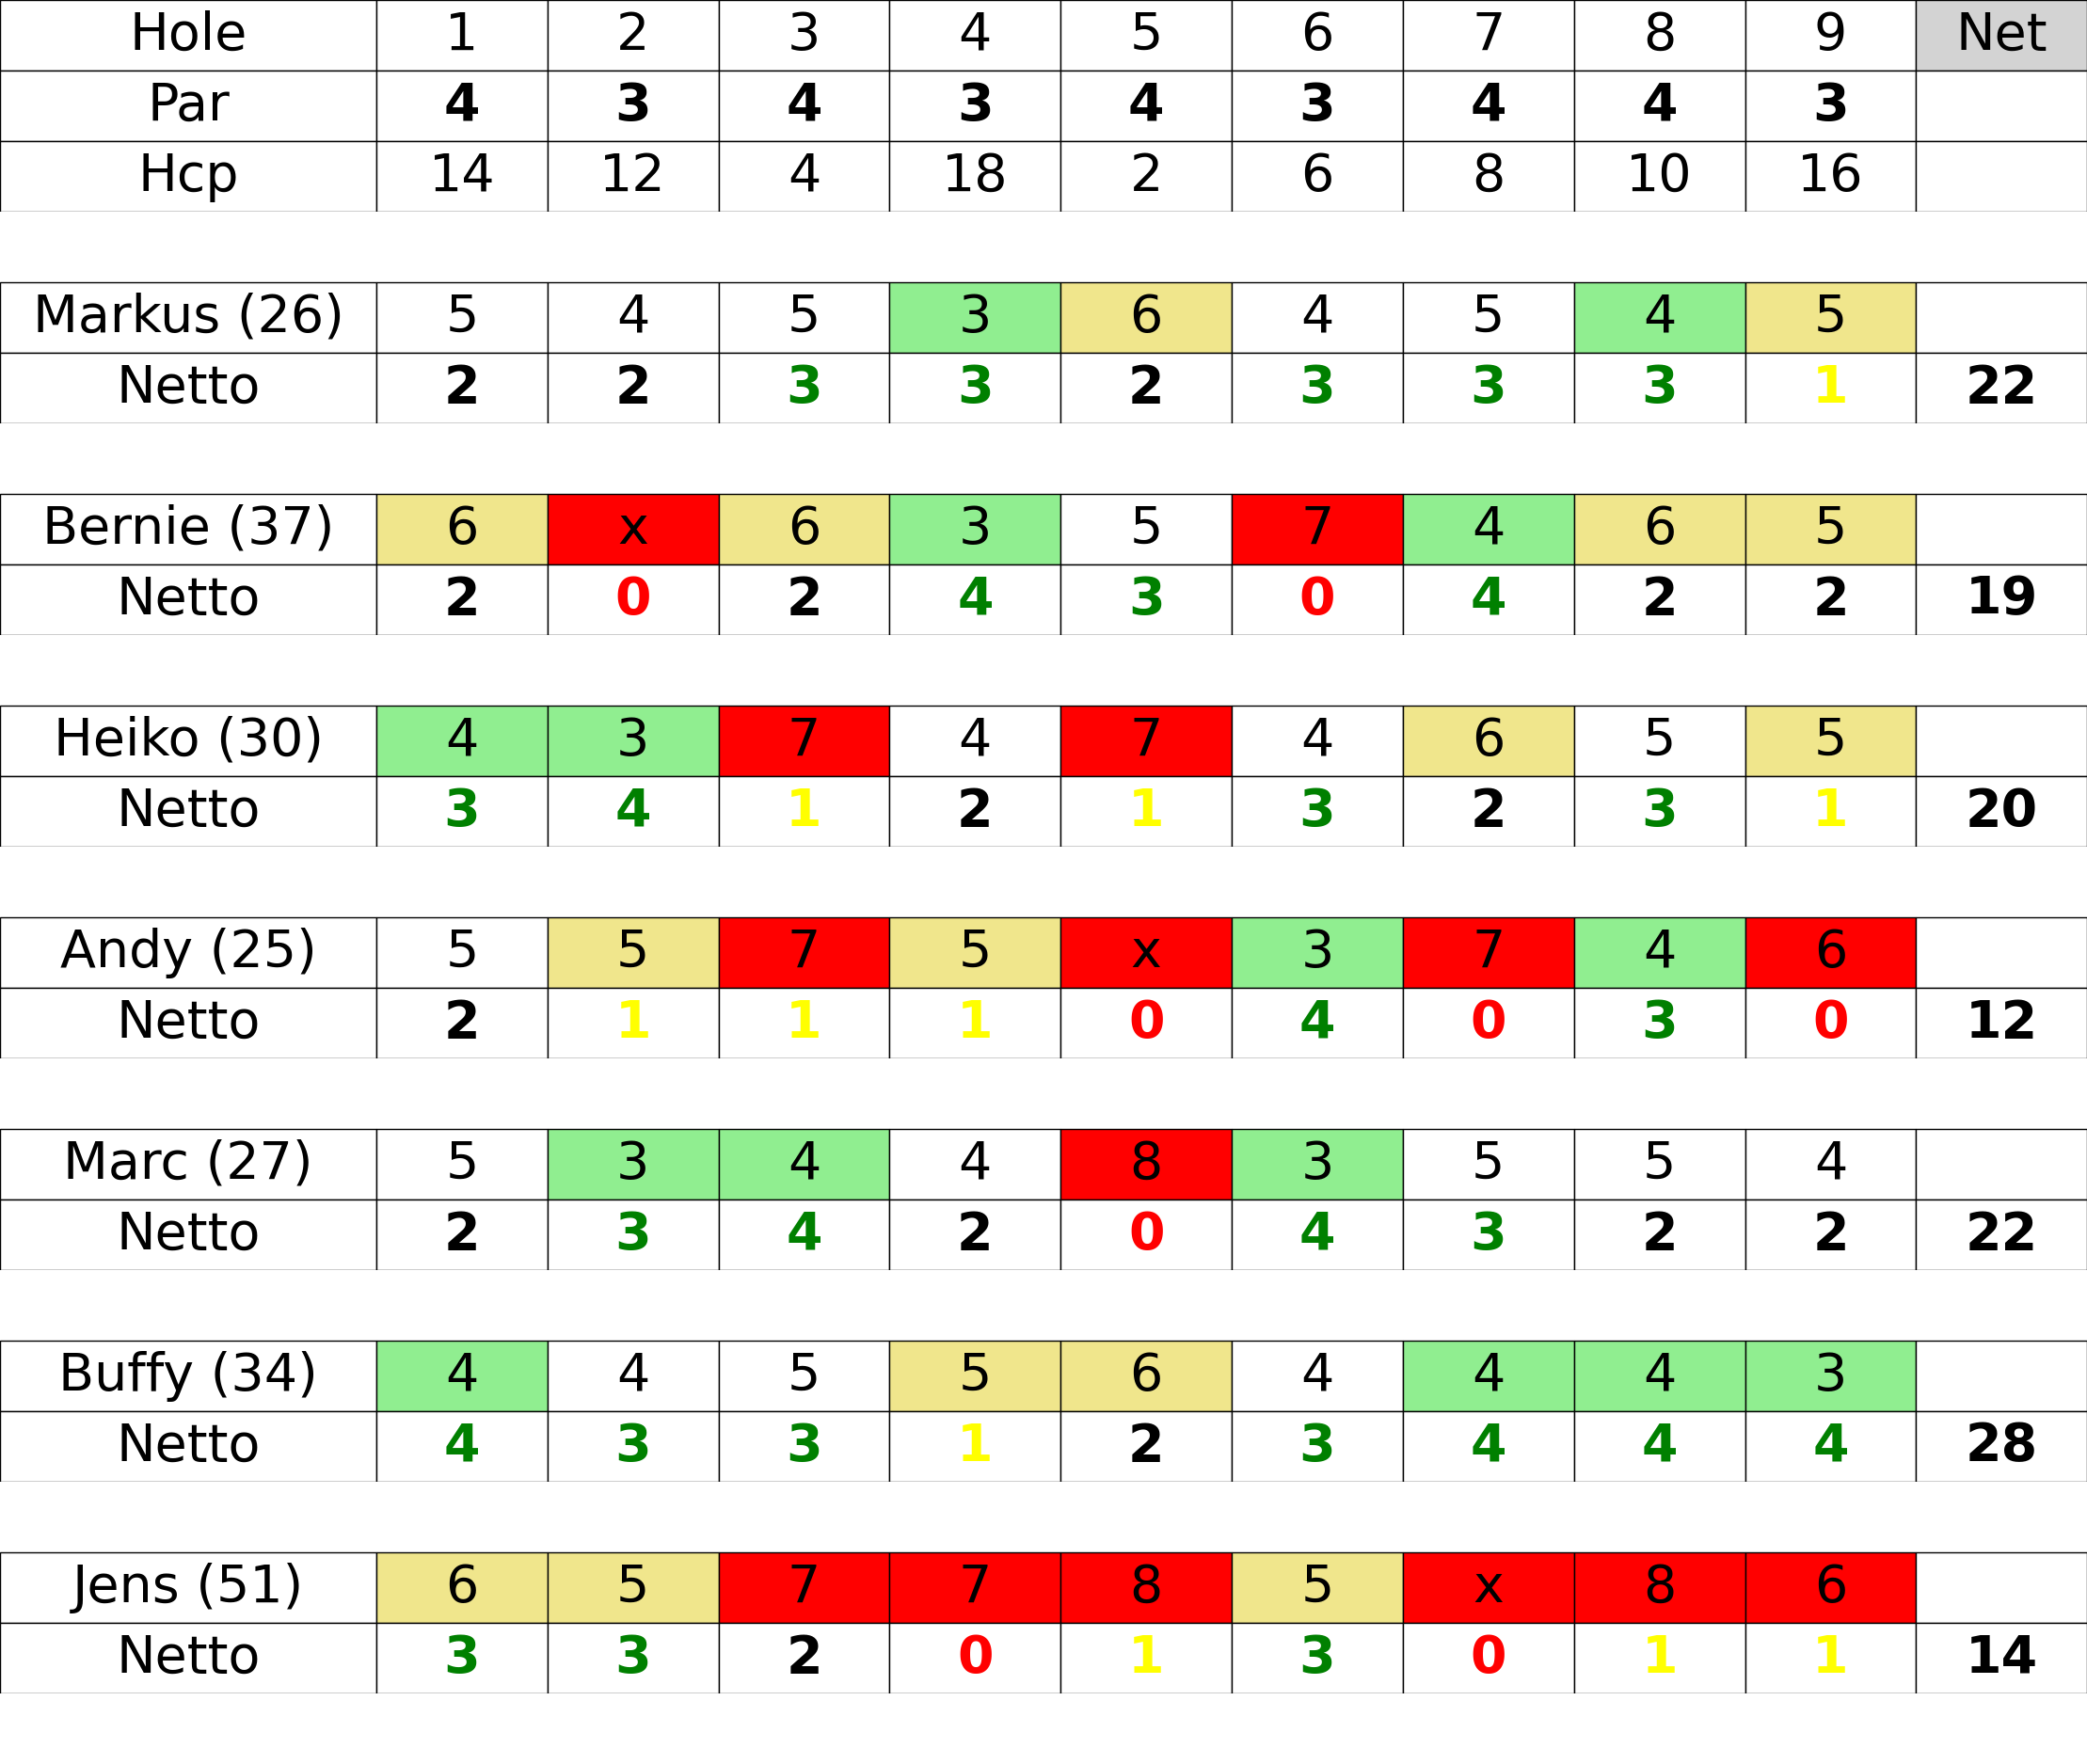 Hole 1 2 3 4 5 6 7 8 9 Net
Par 4 3 4 3 4 3 4 4 3
Hcp 14 12 4 18 2 6 8 10 16
Markus (26) 5 4 5 3 6 4 5 4 5
Netto 2 2 3 3 2 3 3 3 1 22
Bernie (37) 6 x 6 3 5 7 4 6 5
Netto 2 0 2 4 3 0 4 2 2 19
Heiko (30) 4 3 7 4 7 4 6 5 5
Netto 3 4 1 2 1 3 2 3 1 20
Andy (25) 5 5 7 5 x 3 7 4 6
Netto 2 1 1 1 0 4 0 3 0 12
Marc (27) 5 3 4 4 8 3 5 5 4
Netto 2 3 4 2 0 4 3 2 2 22
Buffy (34) 4 4 5 5 6 4 4 4 3
Netto 4 3 3 1 2 3 4 4 4 28
Jens (51) 6 5 7 7 8 5 x 8 6
Netto 3 3 2 0 1 3 0 1 1 14